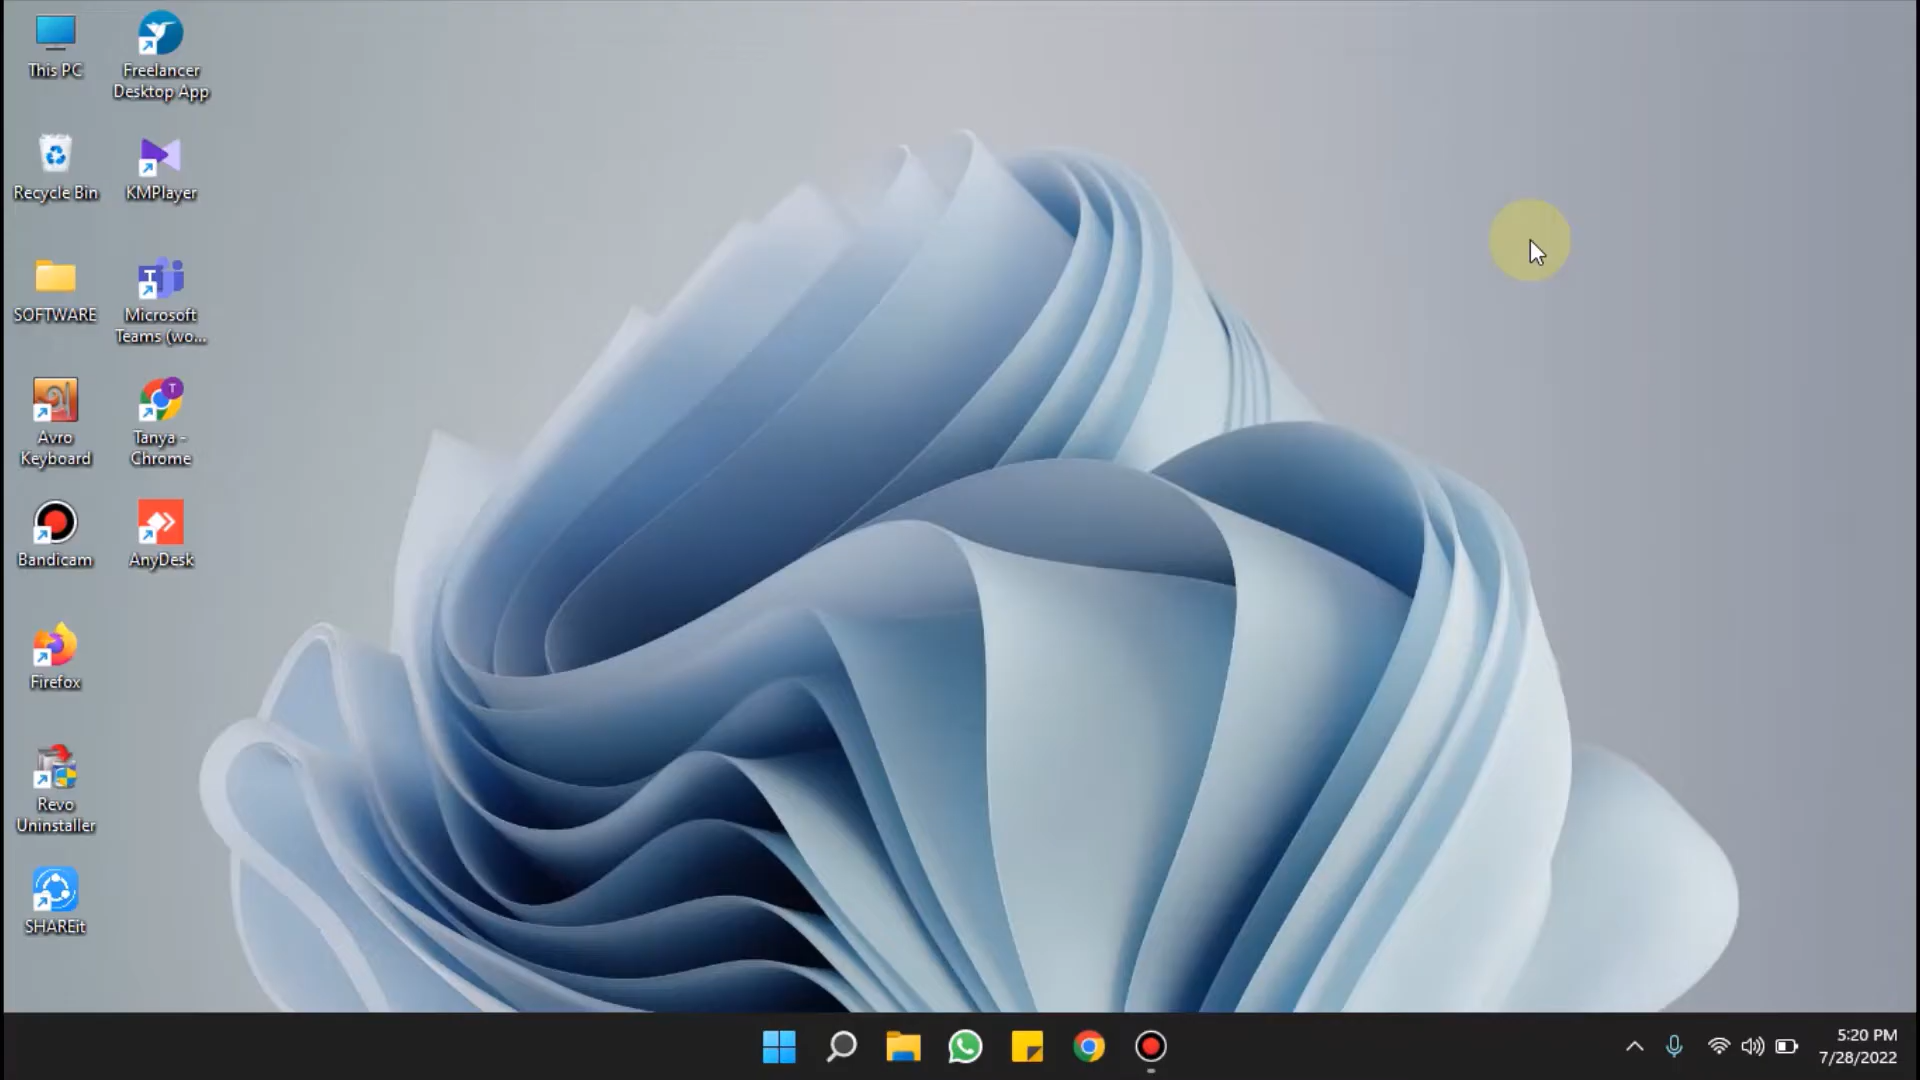 This PC
Freelancer
Desktop App
Recycle Bin
KMPlayer
SOFTWARE
Microsoft
Teams (wo...
Avro
Keyboard
Tanya -
Chrome
Bandicam
AnyDesk
Firefox
Revo
Uninstaller
SHAREit
5:20 PM
7/28/2022